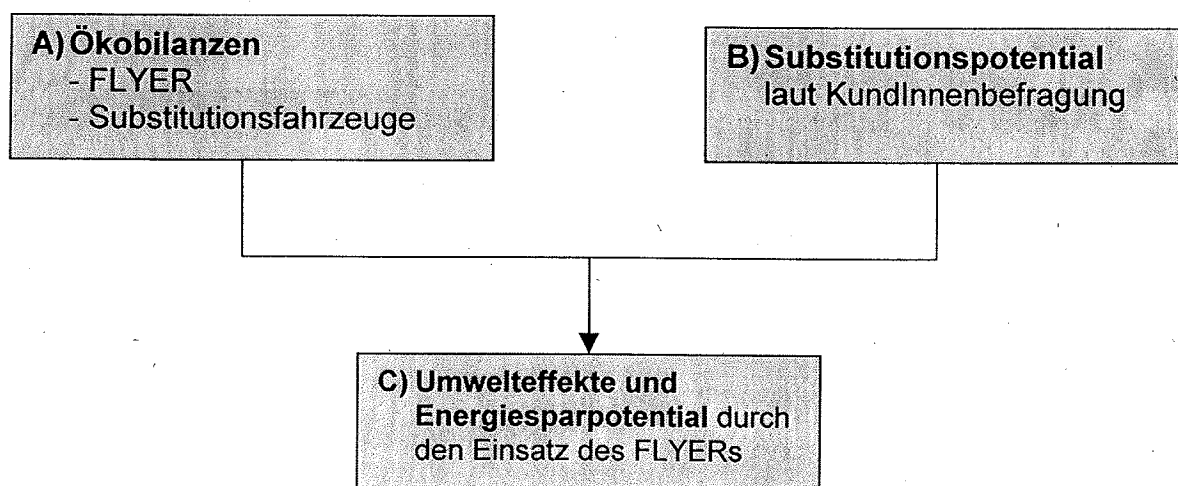 A) Ökobilanzen
- FLYER
- Substitutionsfahrzeuge
B) Substitutionspotential
laut KundInnenbefragung
C) Umwelteffekte und
Energiesparpotential durch
den Einsatz des FLYERs